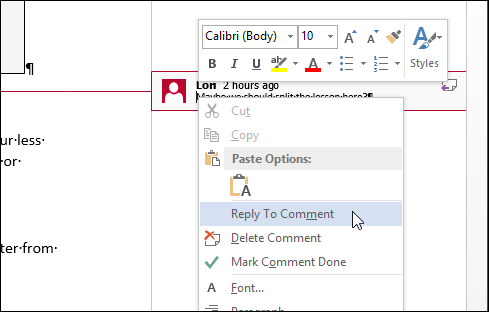 Calibri (Body) 10 A A
B I U ab A Styles
¶
Lori 2 hours ago
Maybe·we·should·split·the·lesson·here?¶
Cut
Copy
ur·less·
Paste Options:
or·
A
Reply To Comment
Delete Comment
ter·from·
Mark Comment Done
A Font...